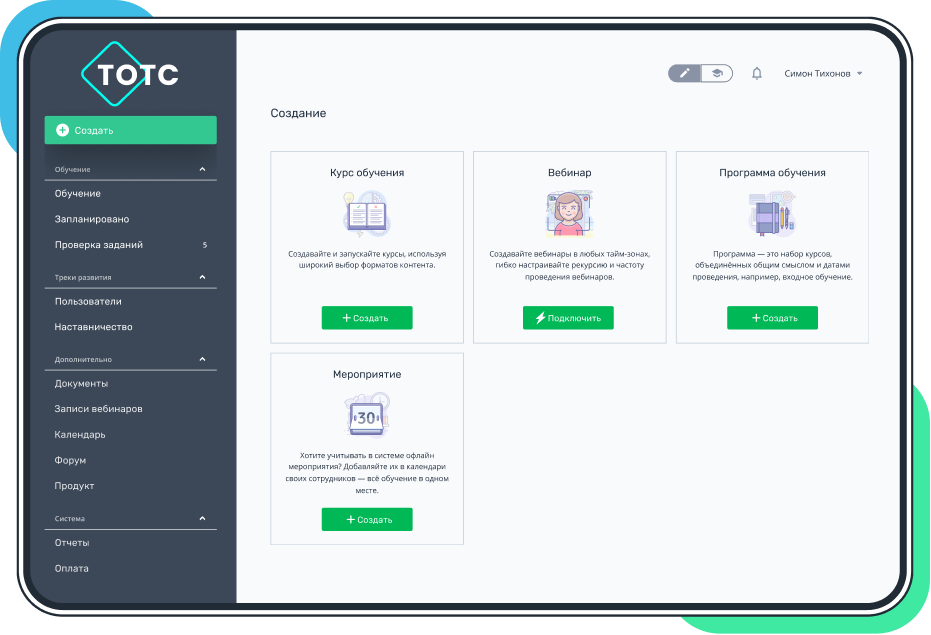 ТОТС
Создать
Обучение
Обучение
Запланировано
Проверка заданий 5
Треки развития
Пользователи
Наставничество
Дополнительно
Документы
Записи вебинаров
Календарь
Форум
Продукт
Система
Отчеты
Оплата
Симон Тихонов
Создание
Курс обучения
Создавайте и запускайте курсы, используя
широкий выбор форматов контента.
+ Создать
Вебинар
Создавайте вебинары в любых тайм-зонах,
гибко настраивайте рекурсию и частоту
проведения вебинаров.
Подключить
Программа обучения
Программа — это набор курсов,
объединённых общим смыслом и датами
проведения, например, входное обучение.
+ Создать
Мероприятие
30
Хотите учитывать в системе офлайн
мероприятия? Добавляйте их в календари
своих сотрудников — всё обучение в одном
месте.
+ Создать